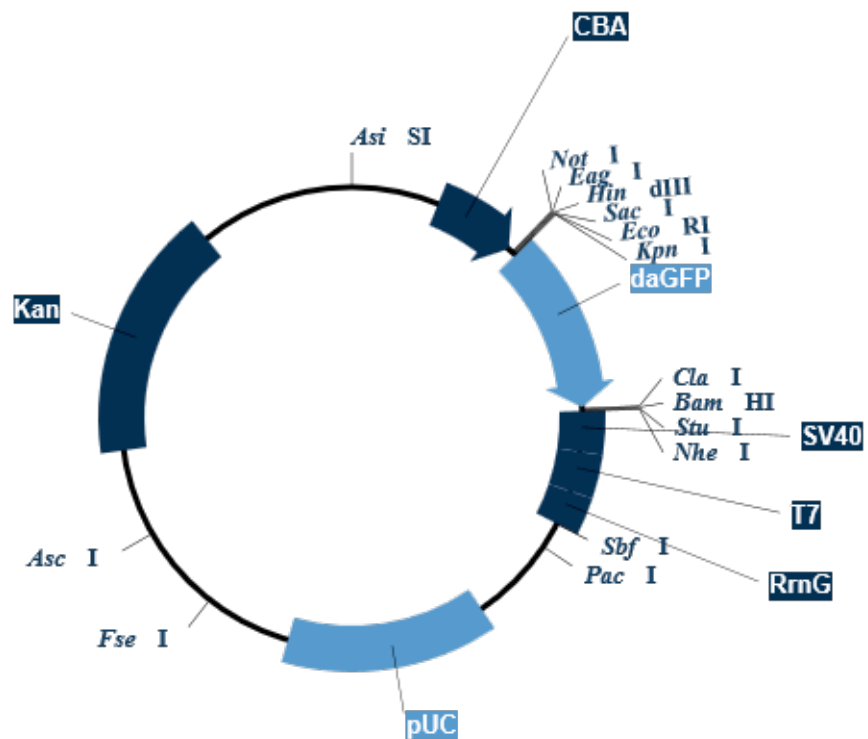 CBA
Asi SI
Not I
Eag I
Hin dIII
Sac I
Eco RI
Kpn I
daGFP
Kan
Cla I
Bam HI
Stu I
SV40
Nhe I
T7
Sbf I
Asc I
Pac I
RrnG
Fse I
pUC